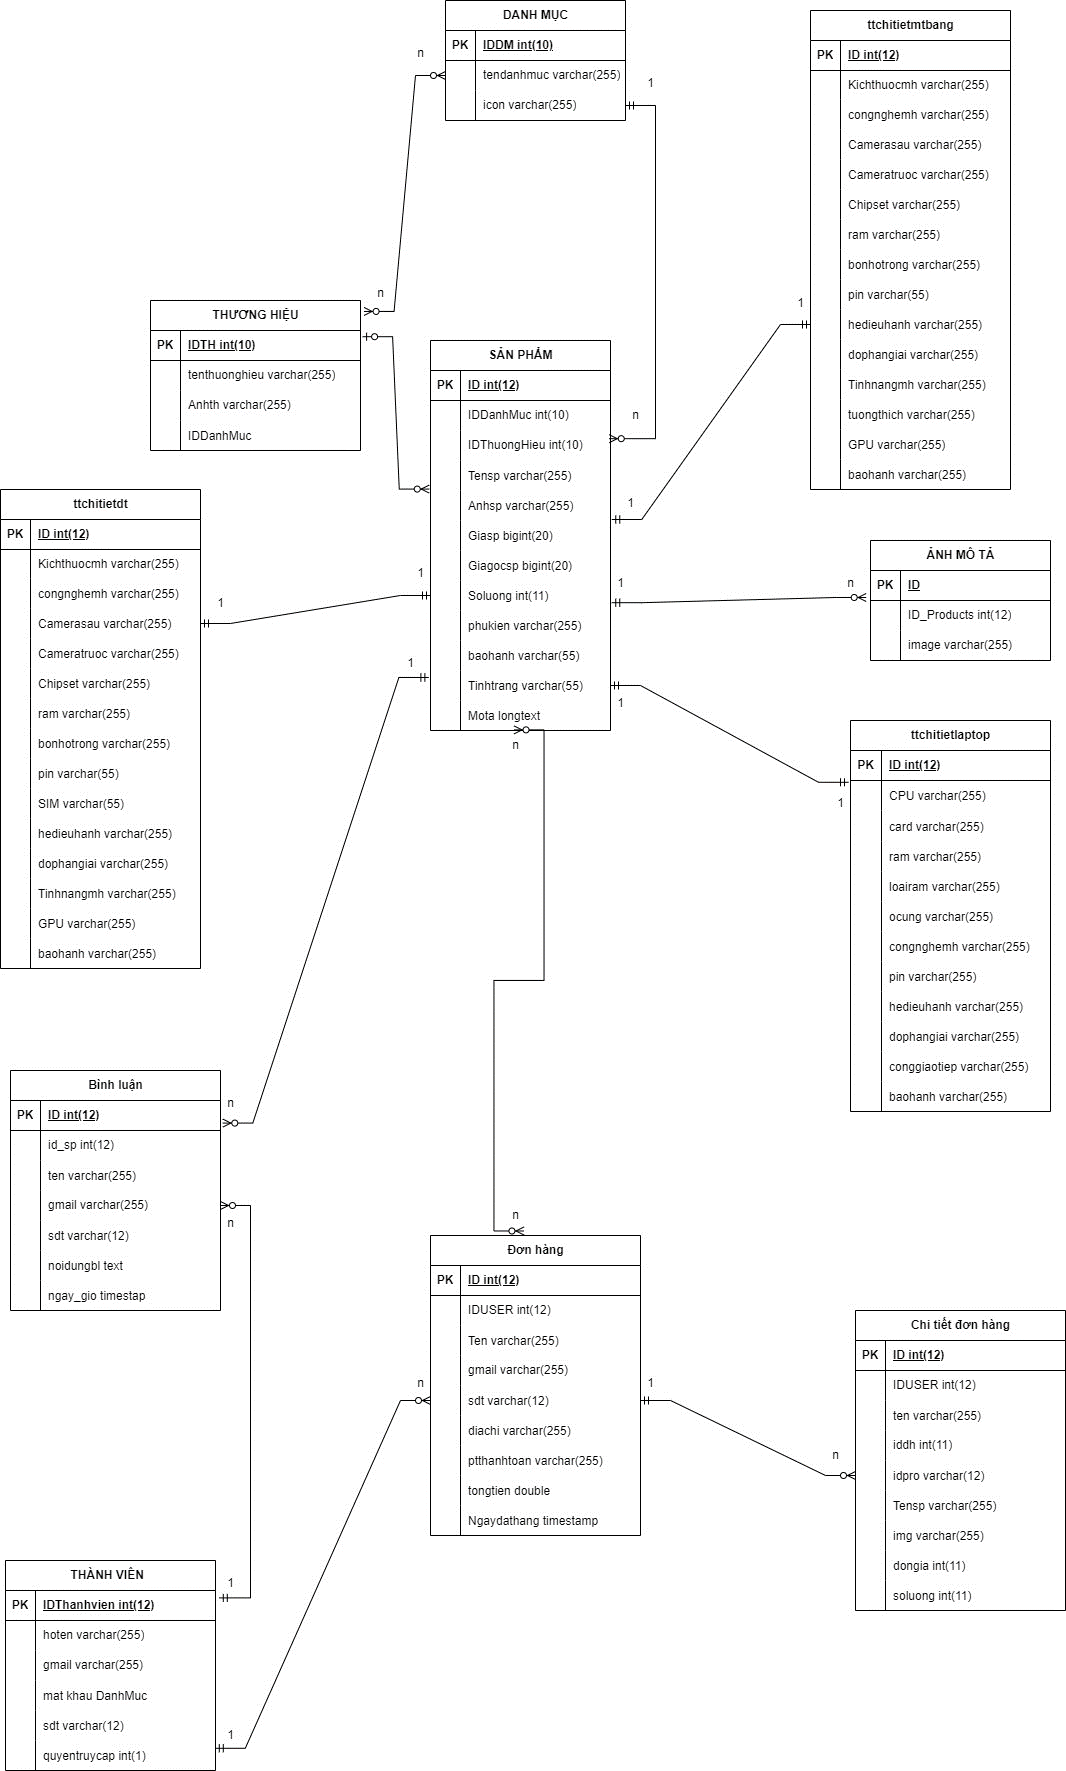 DANH MỤC
PK IDDM int(10)
tendanhmuc varchar(255)
icon varchar(255)
n
1
ttchitietmtbang
PK ID int(12)
Kichthuocmh varchar(255)
congnghemh varchar(255)
Camerasau varchar(255)
Cameratruoc varchar(255)
Chipset varchar(255)
ram varchar(255)
bonhotrong varchar(255)
pin varchar(55)
hedieuhanh varchar(255)
dophangiai varchar(255)
Tinhnangmh varchar(255)
tuongthich varchar(255)
GPU varchar(255)
baohanh varchar(255)
1
n
THƯƠNG HIỆU
PK IDTH int(10)
tenthuonghieu varchar(255)
Anhth varchar(255)
IDDanhMuc
SẢN PHẨM
PK ID int(12)
IDDanhMuc int(10)
IDThuongHieu int(10)
Tensp varchar(255)
Anhsp varchar(255)
Giasp bigint(20)
Giagocsp bigint(20)
Soluong int(11)
phukien varchar(255)
baohanh varchar(55)
Tinhtrang varchar(55)
Mota longtext
n
1
1
1
1
1
n
ttchitietdt
PK ID int(12)
Kichthuocmh varchar(255)
congnghemh varchar(255)
Camerasau varchar(255)
Cameratruoc varchar(255)
Chipset varchar(255)
ram varchar(255)
bonhotrong varchar(255)
pin varchar(55)
SIM varchar(55)
hedieuhanh varchar(255)
dophangiai varchar(255)
Tinhnangmh varchar(255)
GPU varchar(255)
baohanh varchar(255)
1
ẢNH MÔ TẢ
PK ID
ID_Products int(12)
image varchar(255)
n
ttchitietlaptop
PK ID int(12)
CPU varchar(255)
card varchar(255)
ram varchar(255)
loairam varchar(255)
ocung varchar(255)
congnghemh varchar(255)
pin varchar(255)
hedieuhanh varchar(255)
dophangiai varchar(255)
conggiaotiep varchar(255)
baohanh varchar(255)
1
Bình luận
PK ID int(12)
id_sp int(12)
ten varchar(255)
gmail varchar(255)
sdt varchar(12)
noidungbl text
ngay_gio timestap
n
n
n
Đơn hàng
PK ID int(12)
IDUSER int(12)
Ten varchar(255)
gmail varchar(255)
sdt varchar(12)
diachi varchar(255)
ptthanhtoan varchar(255)
tongtien double
Ngaydathang timestamp
n
1
Chi tiết đơn hàng
PK ID int(12)
IDUSER int(12)
ten varchar(255)
iddh int(11)
idpro varchar(12)
Tensp varchar(255)
img varchar(255)
dongia int(11)
soluong int(11)
n
THÀNH VIÊN
PK IDThanhvien int(12)
hoten varchar(255)
gmail varchar(255)
mat khau DanhMuc
sdt varchar(12)
quyentruycap int(1)
1
1